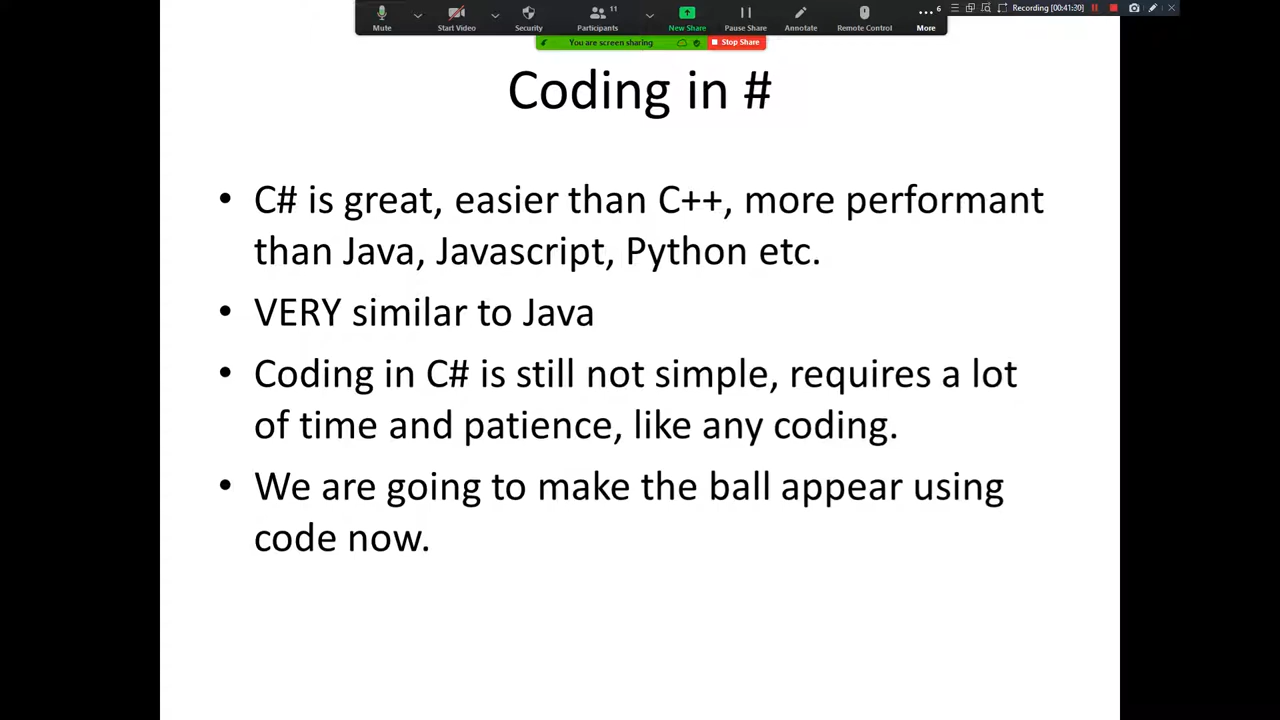 11
6
Recording [00:41:30]
Mute
Start Video
Security
Participants
New Share
Pause Share
Annotate
Remote Control
More
You are screen sharing
Stop Share
Coding in #
• C# is great, easier than C++, more performant
than Java, Javascript, Python etc.
• VERY similar to Java
• Coding in C# is still not simple, requires a lot
of time and patience, like any coding.
• We are going to make the ball appear using
code now.